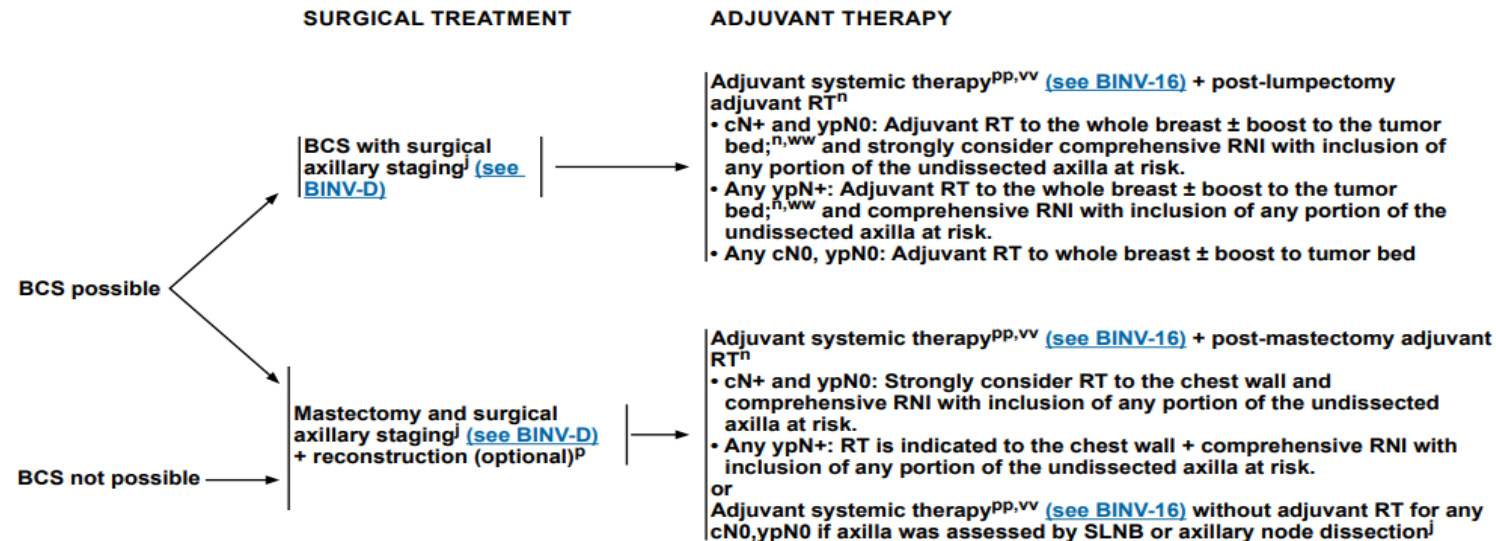 SURGICAL TREATMENT
ADJUVANT THERAPY
BCS possible
BCS not possible
BCS with surgical
axillary stagingj (see
BINV-D)
Adjuvant systemic therapypp,vv (see BINV-16) + post-lumpectomy
adjuvant RTn
• cN+ and ypN0: Adjuvant RT to the whole breast ± boost to the tumor
bed;n,ww and strongly consider comprehensive RNI with inclusion of
any portion of the undissected axilla at risk.
• Any ypN+: Adjuvant RT to the whole breast ± boost to the tumor
bed;n,ww and comprehensive RNI with inclusion of any portion of the
undissected axilla at risk.
• Any cN0, ypN0: Adjuvant RT to whole breast ± boost to tumor bed
Mastectomy and surgical
axillary stagingj (see BINV-D)
+ reconstruction (optional)p
Adjuvant systemic therapypp,vv (see BINV-16) + post-mastectomy adjuvant
RTn
• cN+ and ypN0: Strongly consider RT to the chest wall and
comprehensive RNI with inclusion of any portion of the undissected
axilla at risk.
• Any ypN+: RT is indicated to the chest wall + comprehensive RNI with
inclusion of any portion of the undissected axilla at risk.
or
Adjuvant systemic therapypp,vv (see BINV-16) without adjuvant RT for any
cN0,ypN0 if axilla was assessed by SLNB or axillary node dissectionj